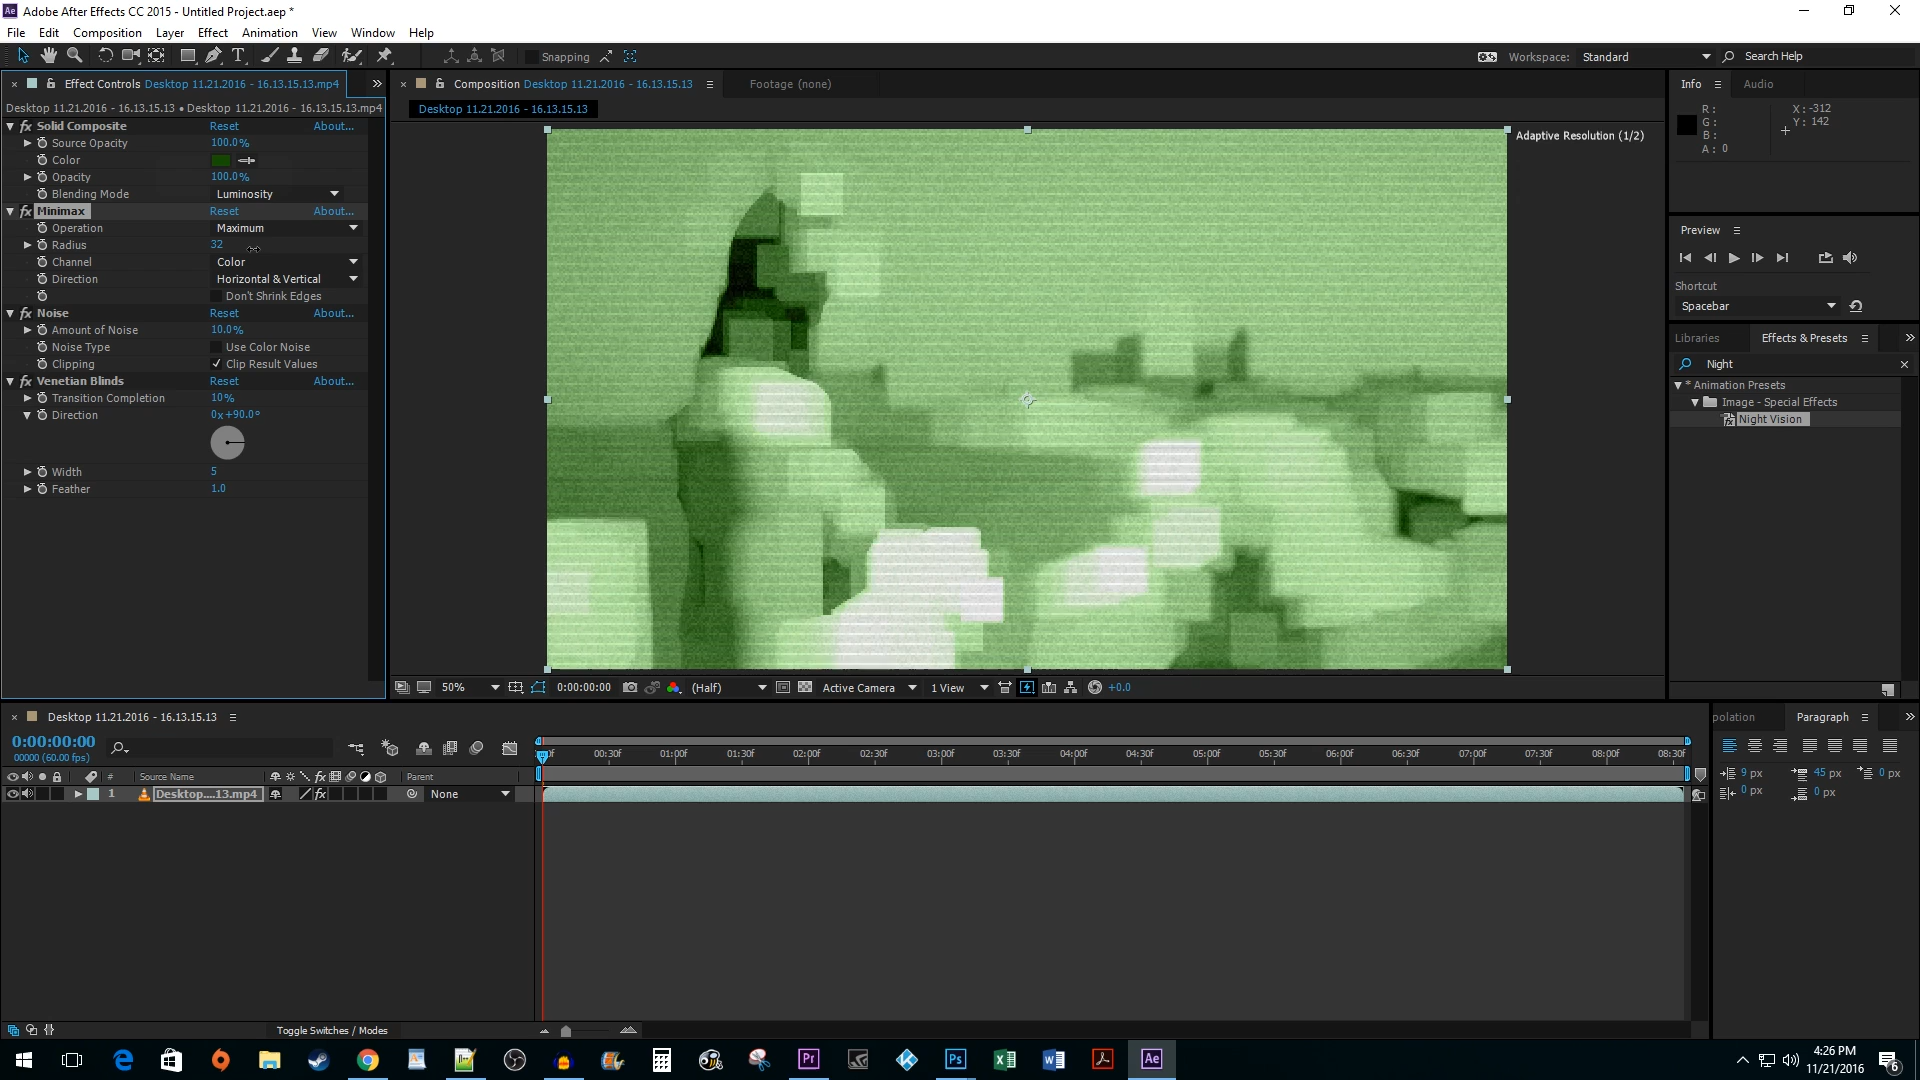 Ae Adobe After Effects CC 2015 - Untitled Project.aep *
File Edit Composition Layer Effect Animation View Window Help
Snapping
Workspace: Standard
Search Help
Effect Controls Desktop 11.21.2016 - 16.13.15.13.mp4
Desktop 11.21.2016 - 16.13.15.13 • Desktop 11.21.2016 - 16.13.15.13.mp4
fx Solid Composite Reset About...
Source Opacity 100.0%
Color
Opacity 100.0%
Blending Mode Luminosity
fx Minimax Reset About...
Operation Maximum
Radius 32
Channel Color
Direction Horizontal & Vertical
Don't Shrink Edges
fx Noise Reset About...
Amount of Noise 10.0%
Noise Type Use Color Noise
Clipping Clip Result Values
fx Venetian Blinds Reset About...
Transition Completion 10%
Direction 0x+90.0°
Width 5
Feather 1.0
Composition Desktop 11.21.2016 - 16.13.15.13
Footage (none)
Desktop 11.21.2016 - 16.13.15.13
Adaptive Resolution (1/2)
50% 0:00:00:00 (Half) Active Camera 1 View +0.0
Info Audio
R: X: -312
G: Y: 142
B:
A: 0
Preview
Shortcut
Spacebar
Libraries Effects & Presets
Night
* Animation Presets
Image - Special Effects
Night Vision
Desktop 11.21.2016 - 16.13.15.13
0:00:00:00
00000 (60.00 fps)
# Source Name fx Parent
1 Desktop....13.mp4 fx None
00:30f 01:00f 01:30f 02:00f 02:30f 03:00f 03:30f 04:00f 04:30f 05:00f 05:30f 06:00f 06:30f 07:00f 07:30f 08:00f 08:30f
Toggle Switches / Modes
polation Paragraph
9 px 45 px 0 px
0 px 0 px
Pr Ps Ae
4:26 PM
11/21/2016
6